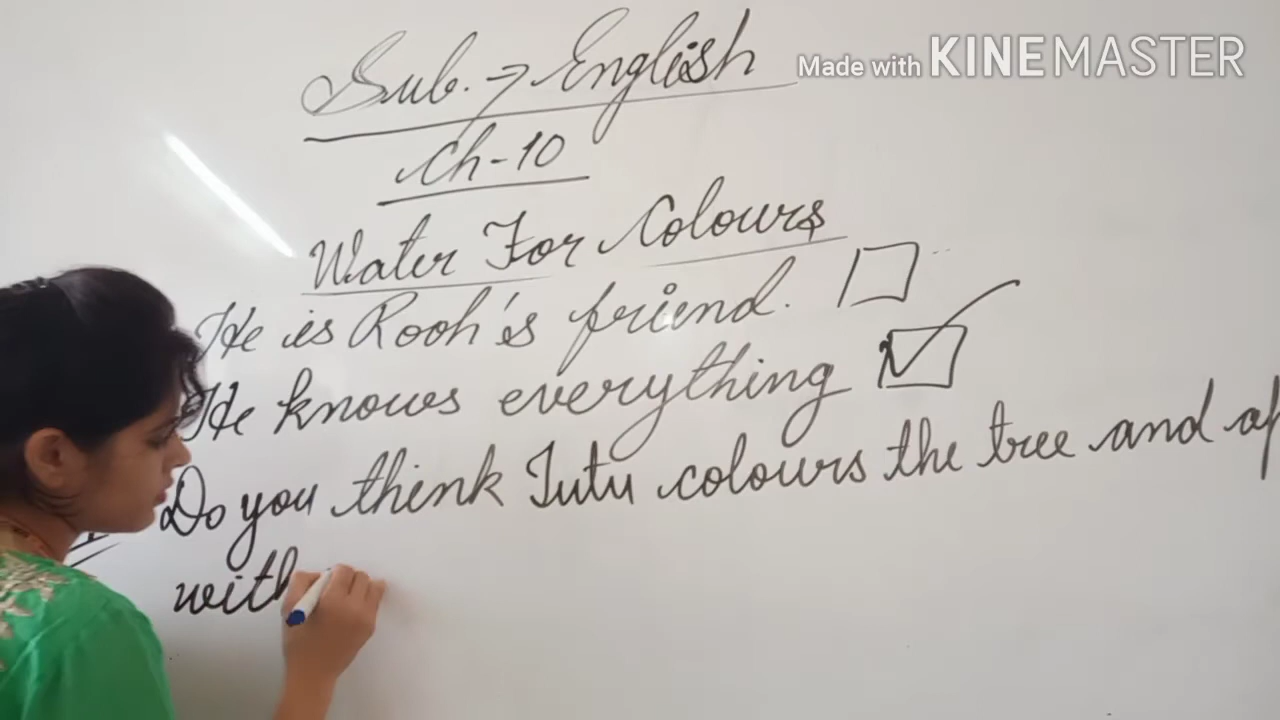 Sub. → English
Made with KINEMASTER
Ch-10
Water For Colours
He is Rooh's friend.
He knows everything
Do you think Tutu colours the tree and
with